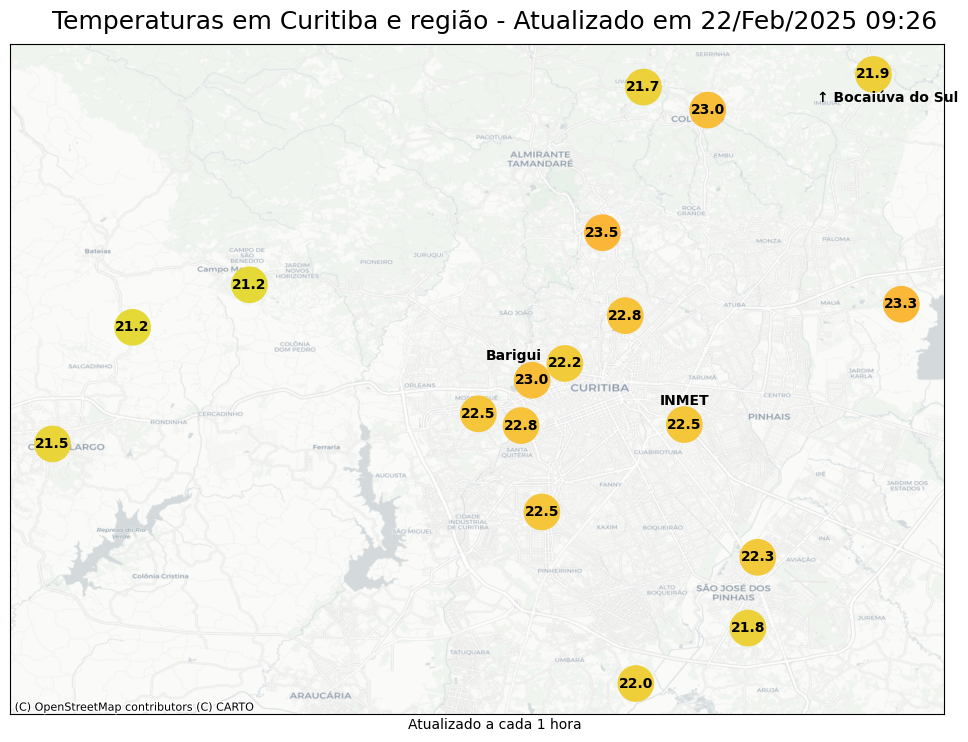 Temperaturas em Curitiba e região - Atualizado em 22/Feb/2025 09:26
SERRINHA
21.9
21.7
↑ Bocaiúva do Sul
23.0
PACOTUBA
ALMIRANTE
TAMANDARÉ
EMBU
ROÇA
GRANDE
23.5
MONZA
PALOMA
Bateias
CAMPO DE
SÃO
BENEDITO
JURUQUI
PIONEIRO
JARDIM
NOVOS
HORIZONTES
21.2
MAUÁ
23.3
ATUBA
SÃO JOÃO
22.8
21.2
COLÔNIA
DOM PEDRO
Barigui
22.2
SALGADINHO
JARDIM
KARLA
TARUMÃ
23.0
ORLEANS
CURITIBA
CENTRO
INMET
22.5
CERCADINHO
RONDINHA
22.8
22.5
PINHAIS
21.5
LARGO
Ferraria
SANTA
QUITÉRIA
GUABIROTUBA
AUGUSTA
IPÊ
FANNY
JARDIM DOS
ESTADOS I
22.5
CIDADE
INDUSTRIAL
DE CURITIBA
SÃO MIGUEL
XAXIM
BOQUEIRÃO
Represa do Rio
Verde
INÁ
22.3
AVIAÇÃO
PINHEIRINHO
Colônia Cristina
ALTO
BOQUEIRÃO
SÃO JOSÉ DOS
PINHAIS
JUREMA
21.8
TATUQUARA
UMBARÁ
22.0
ARAUCÁRIA
ARUJÁ
(C) OpenStreetMap contributors (C) CARTO
Atualizado a cada 1 hora